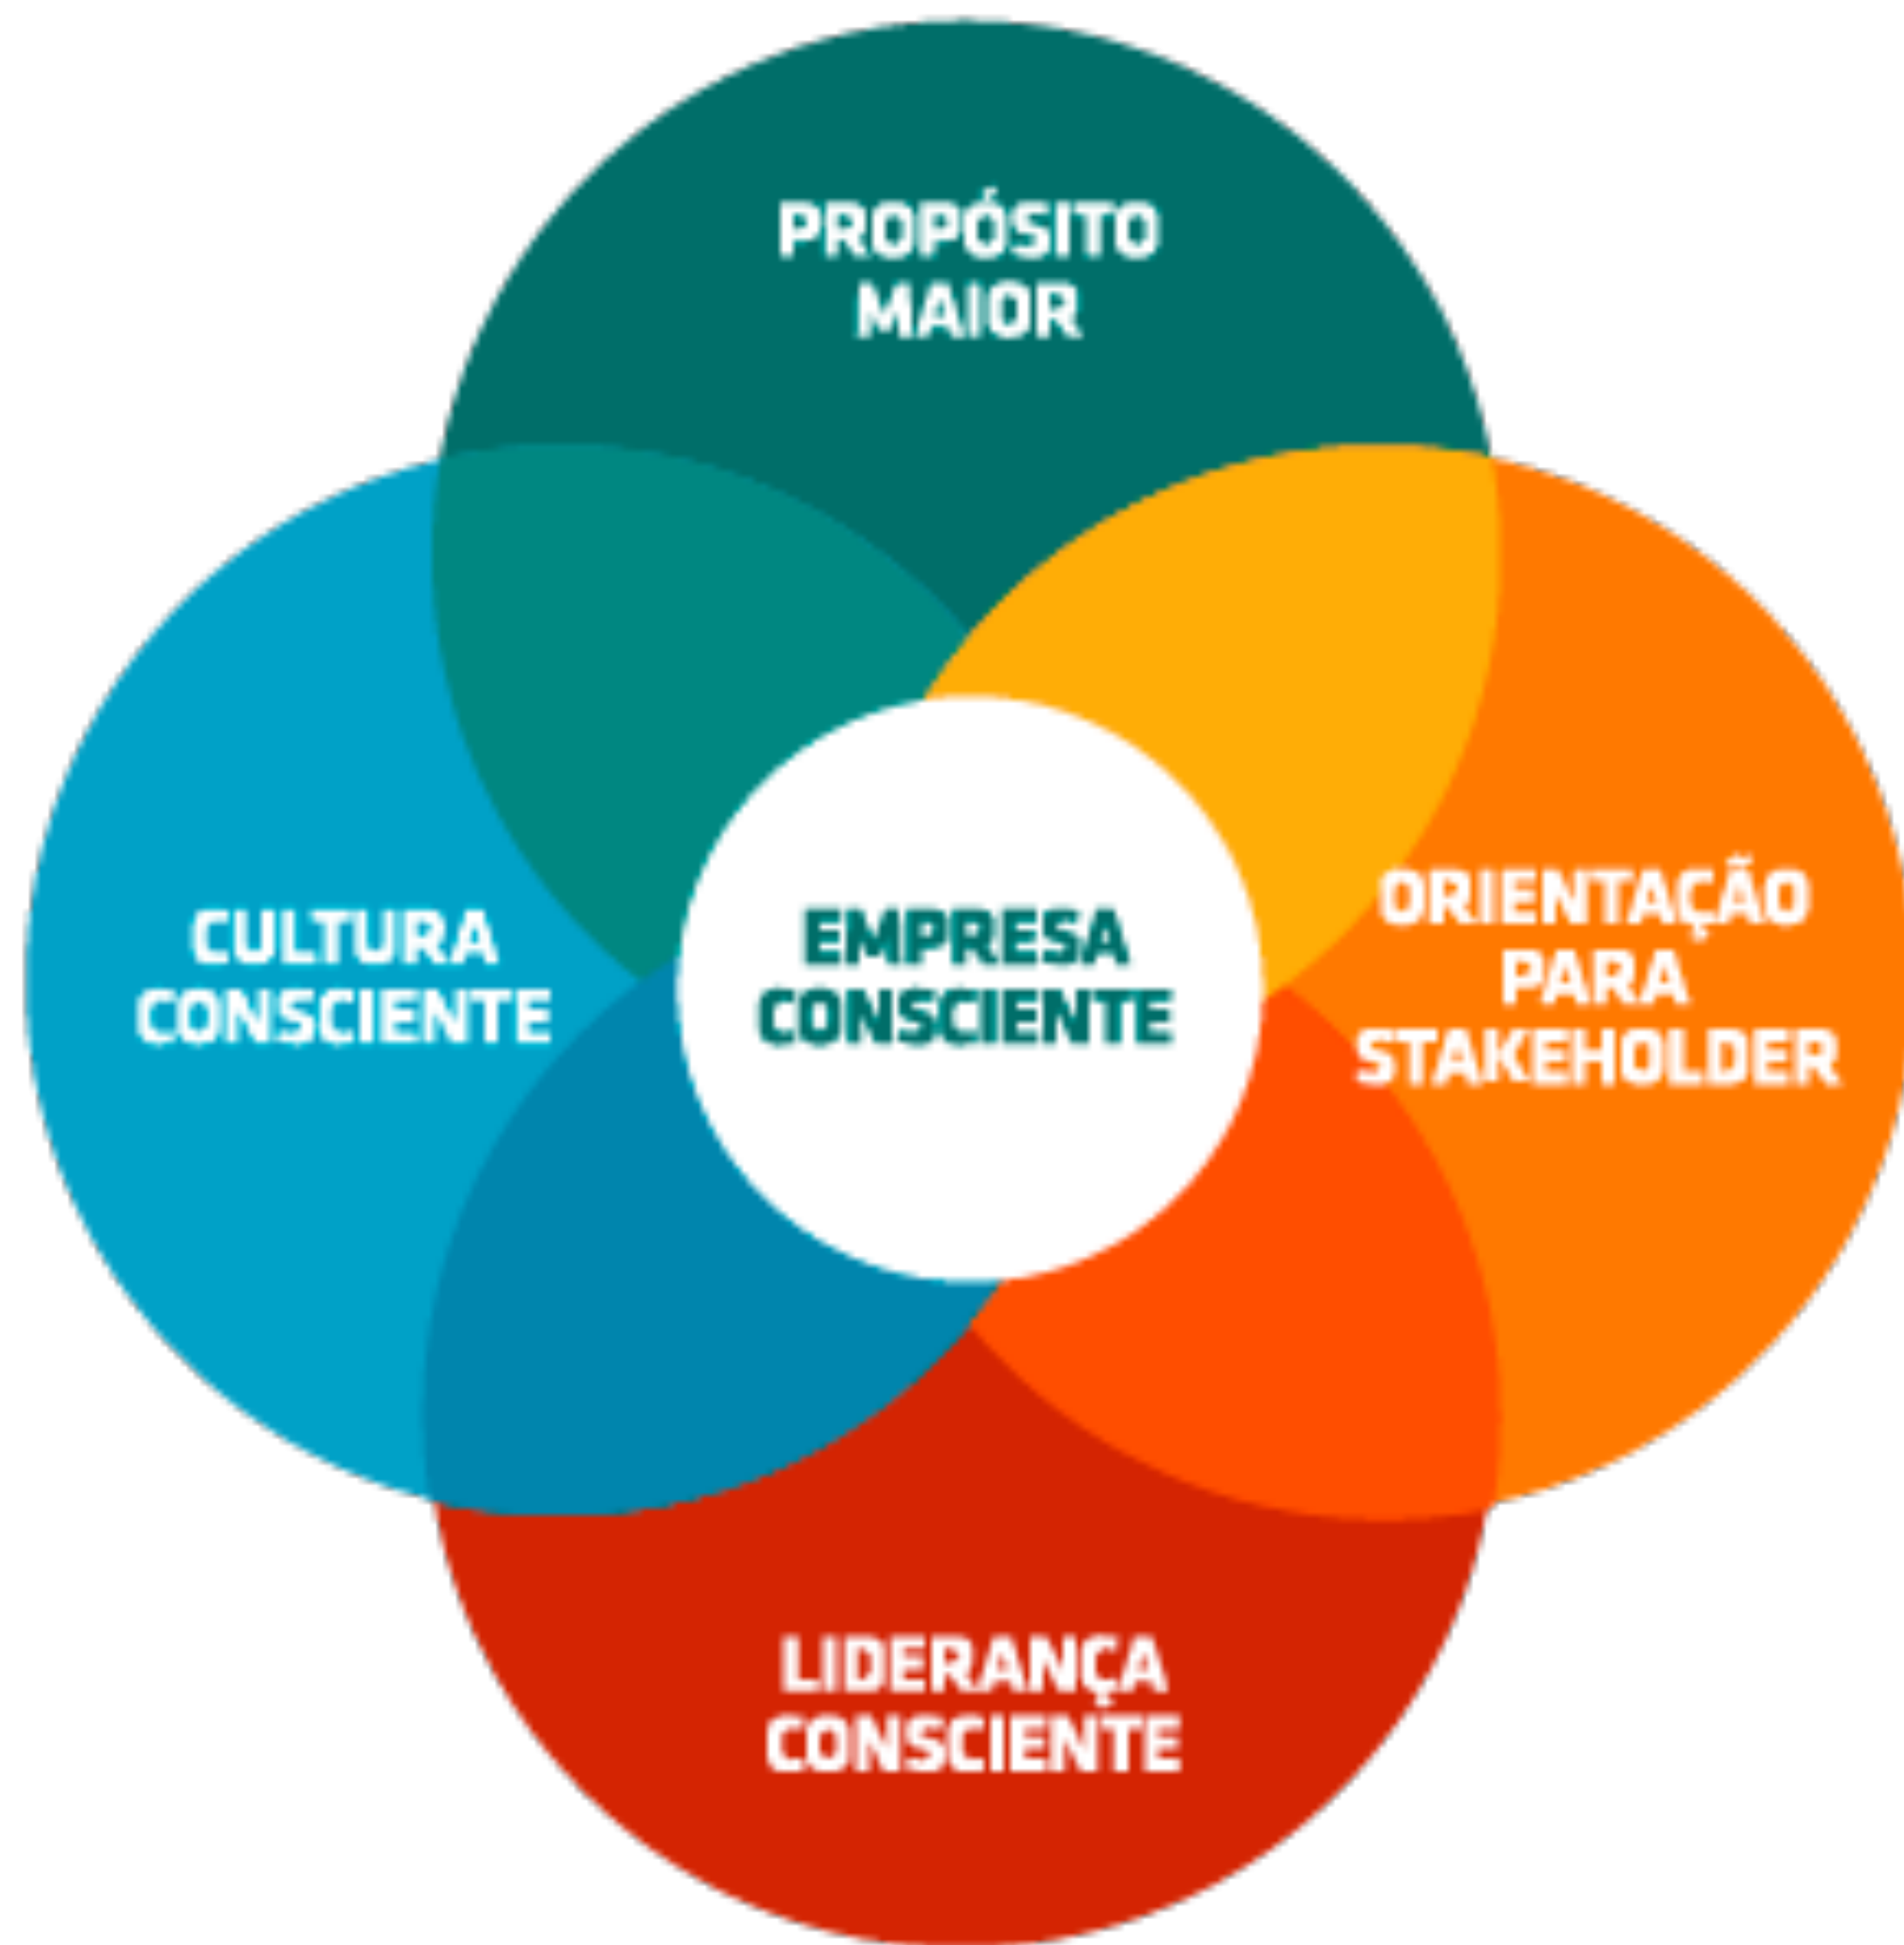 PROPÓSITO
MAIOR
CULTURA
CONSCIENTE
EMPRESA
CONSCIENTE
ORIENTAÇÃO
PARA
STAKEHOLDER
LIDERANÇA
CONSCIENTE